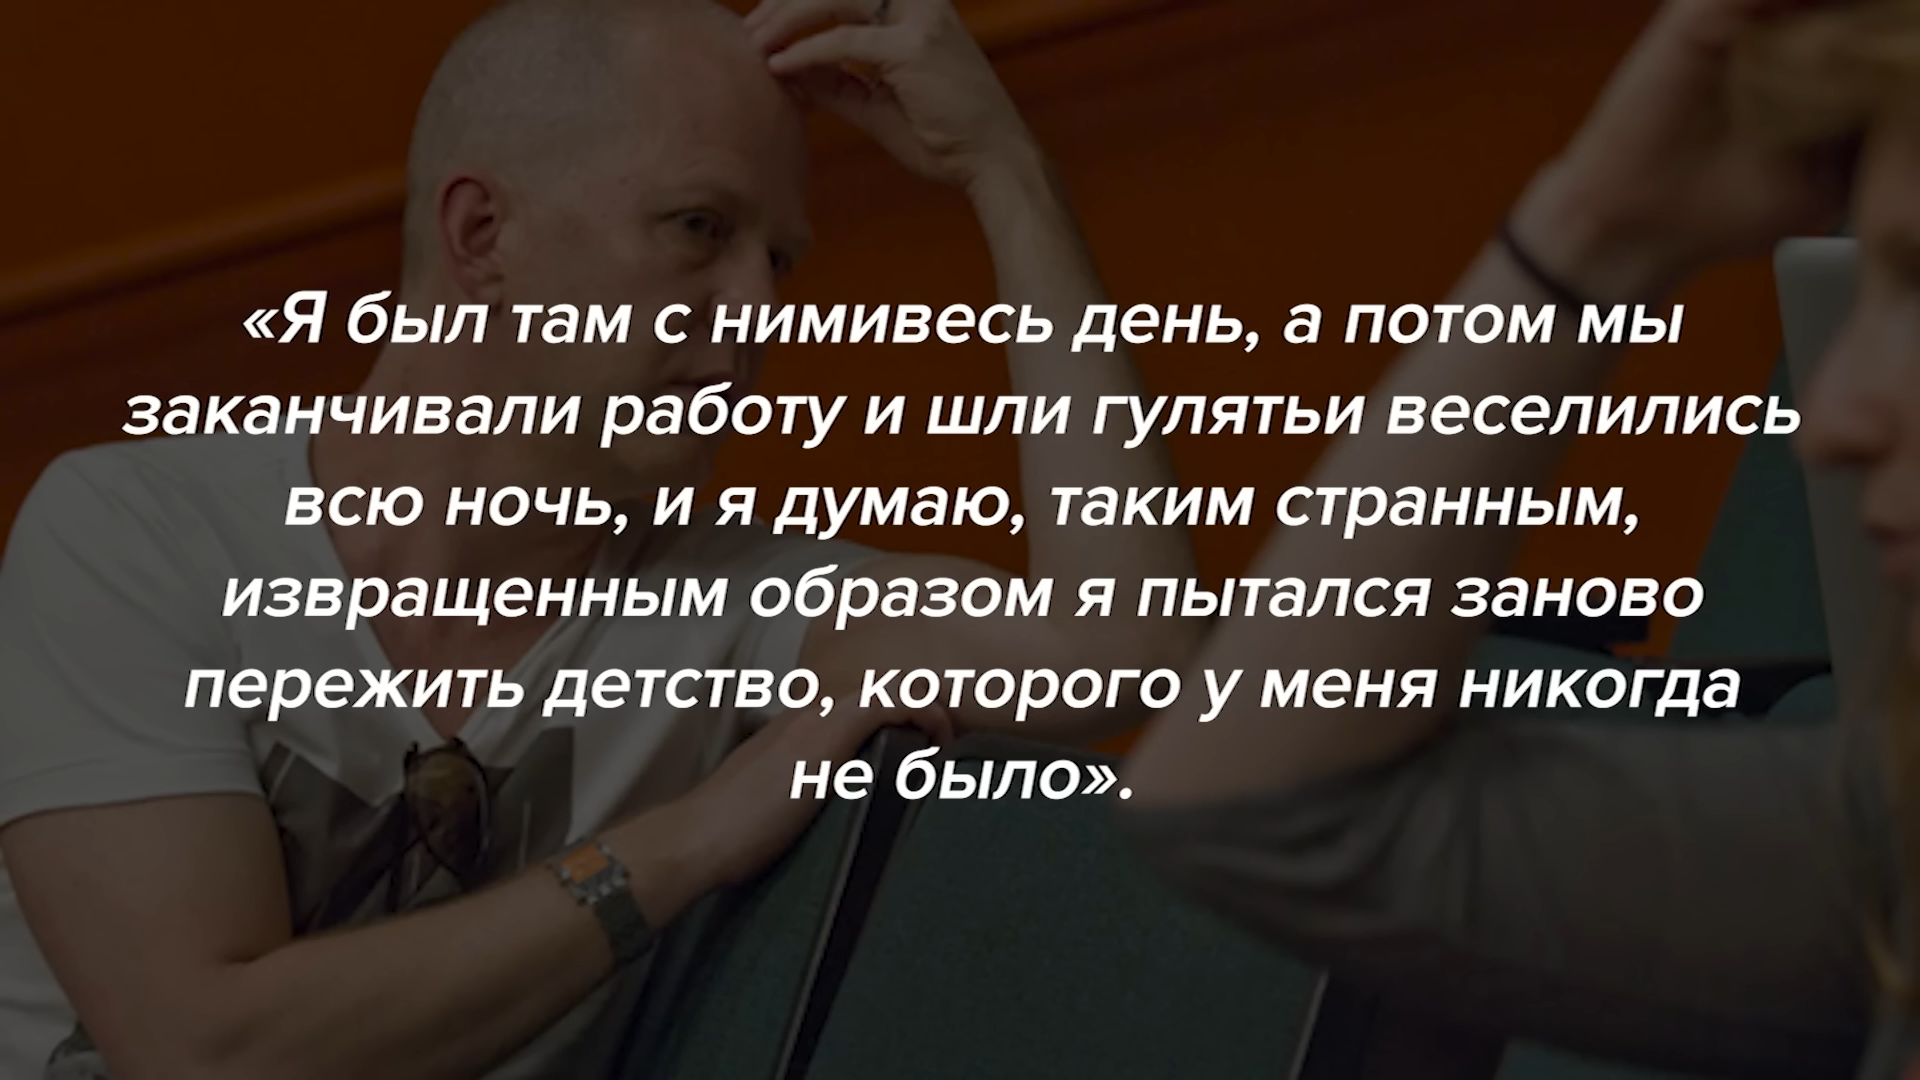 «Я был там с нимивесь день, а потом мы
заканчивали работу и шли гулятьи веселились
всю ночь, и я думаю, таким странным,
извращенным образом я пытался заново
пережить детство, которого у меня никогда
не было».